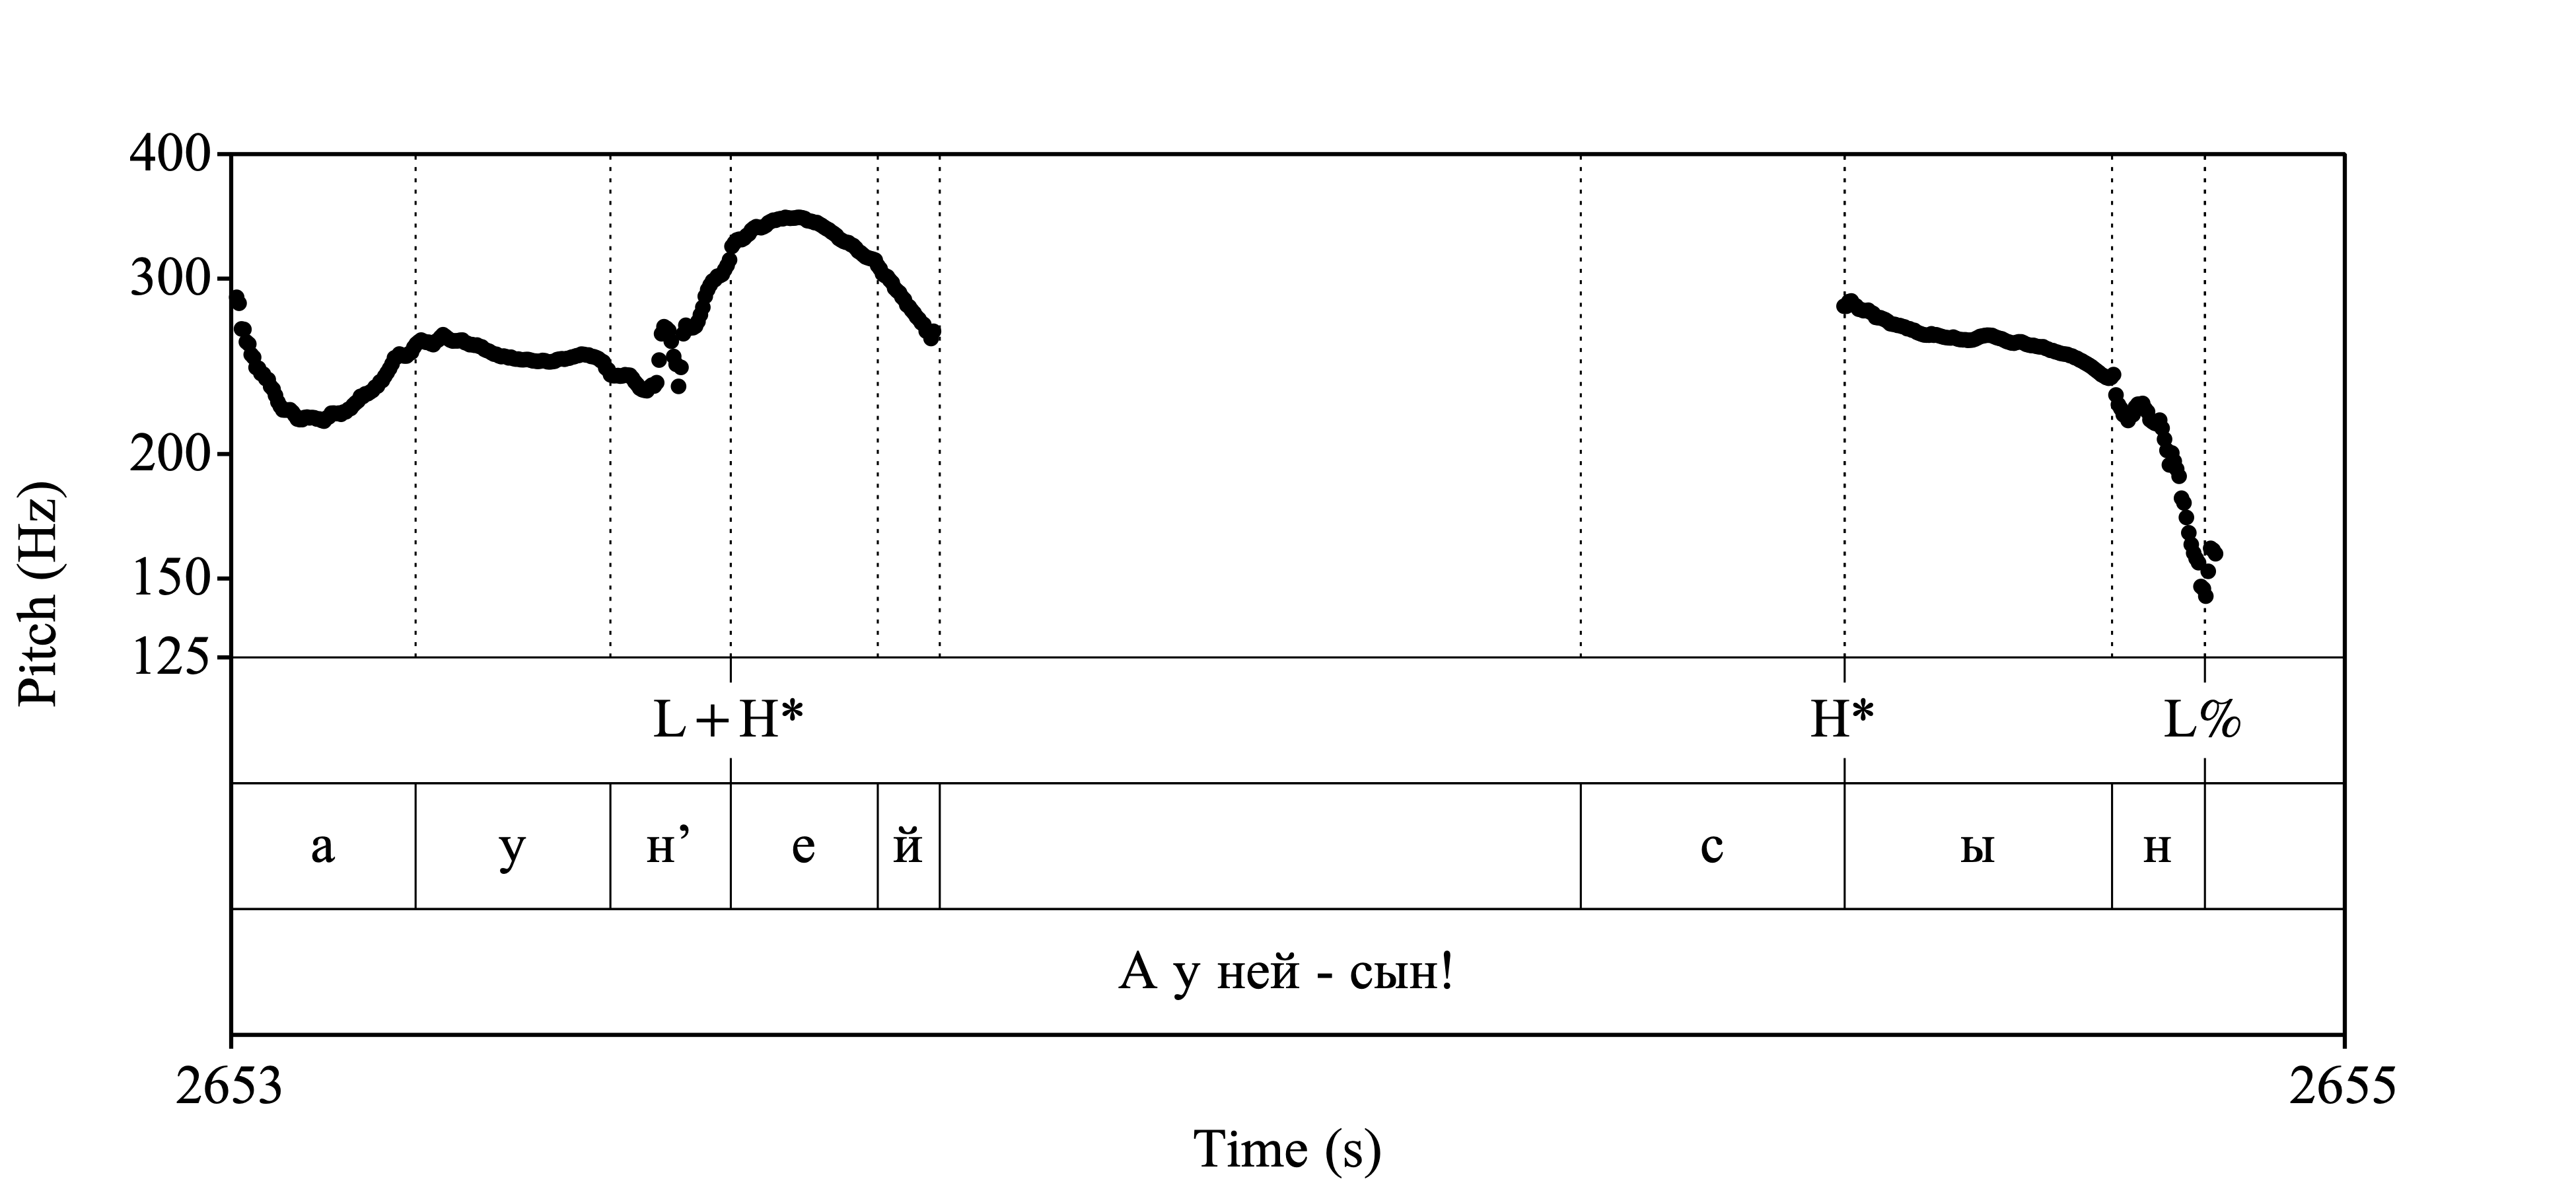 400
300
200
150
125
Pitch (Hz)
L+H* H* L%
а у н’ е й с ы н
А у ней - сын!
2653 2655
Time (s)